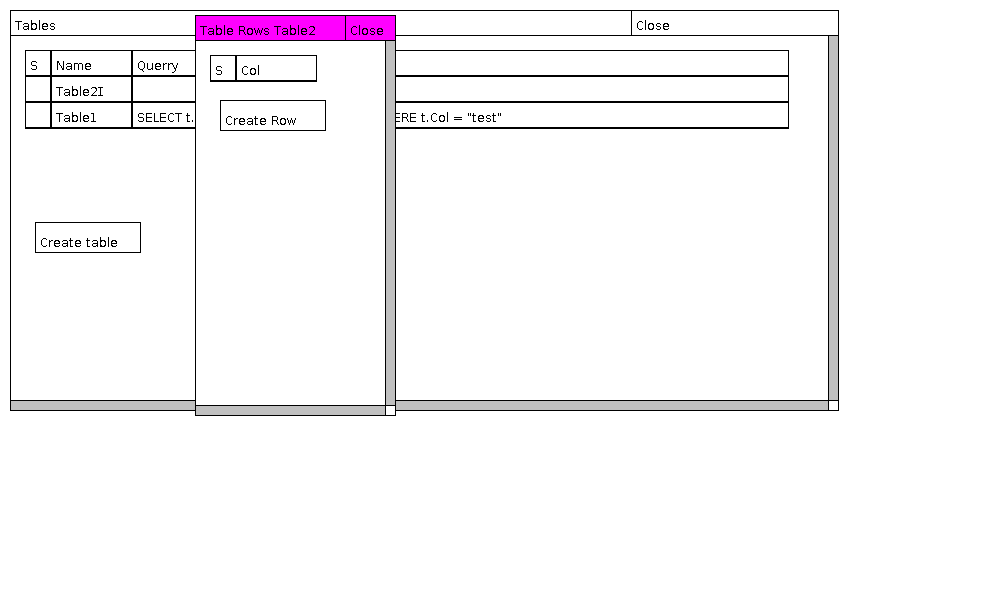 Tables
Close
Table Rows Table2
Close
S
Name
Querry
Table2I
Table1
SELECT t.
ERE t.Col = "test"
S
Col
Create Row
Create table